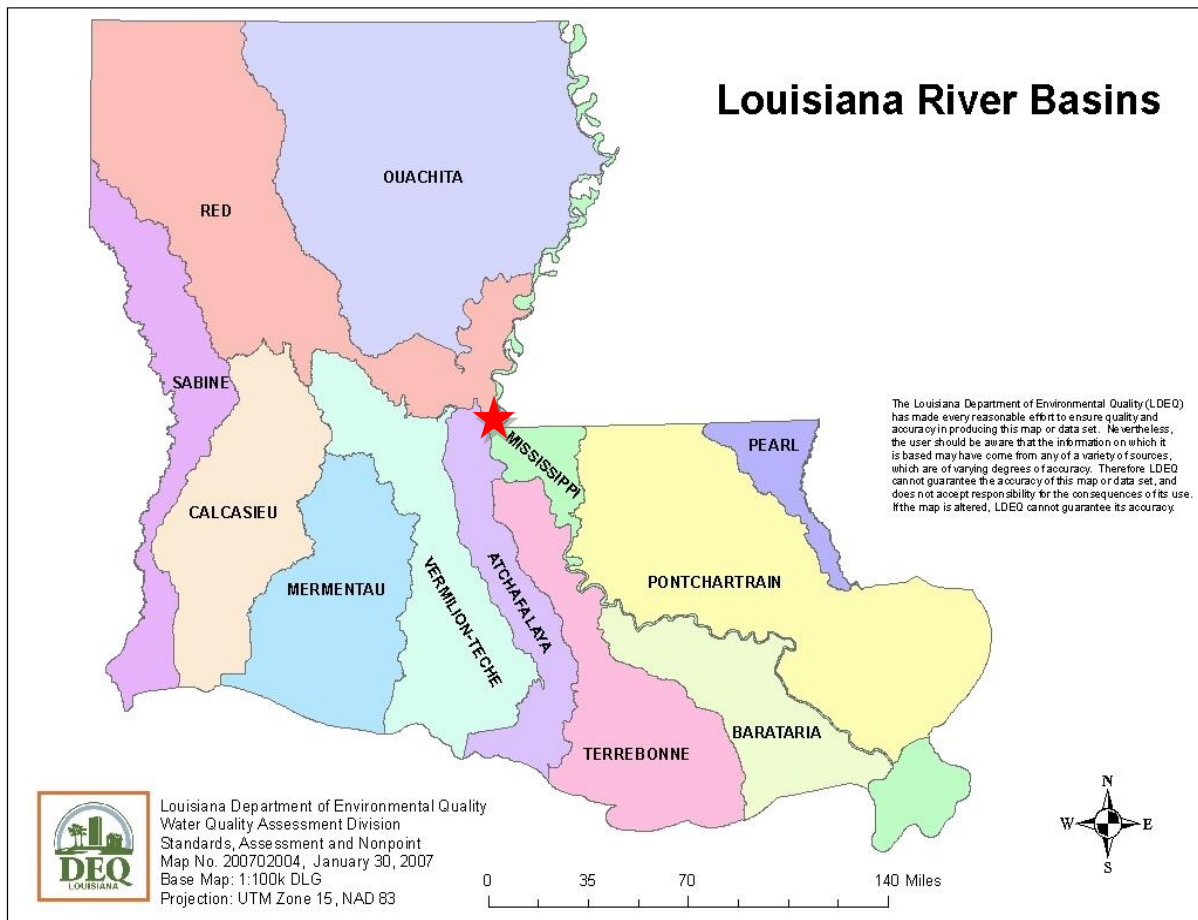 Louisiana River Basins
OUACHITA
RED
SABINE
The Louisiana Department of Environmental Quality (LDEQ)
has made every reasonable effort to ensure quality and
accuracy in producing this map or data set. Nevertheless,
the user should be aware that the information on which it
is based may have come from any of a variety of sources,
which are of varying degrees of accuracy. Therefore LDEQ
cannot guarantee the accuracy of this map or data set, and
does not accept responsibility for the consequences of its use.
If the map is altered, LDEQ cannot guarantee its accuracy.
MISSISSIPPI
PEARL
CALCASIEU
PONTCHARTRAIN
MERMENTAU
VERMILION-TECHE
ATCHAFALAYA
BARATARIA
TERREBONNE
N
W E
S
DEQ
LOUISIANA
Louisiana Department of Environmental Quality
Water Quality Assessment Division
Standards, Assessment and Nonpoint
Map No. 200702004, January 30, 2007
Base Map: 1:100k DLG
Projection: UTM Zone 15, NAD 83
0 35 70 140 Miles